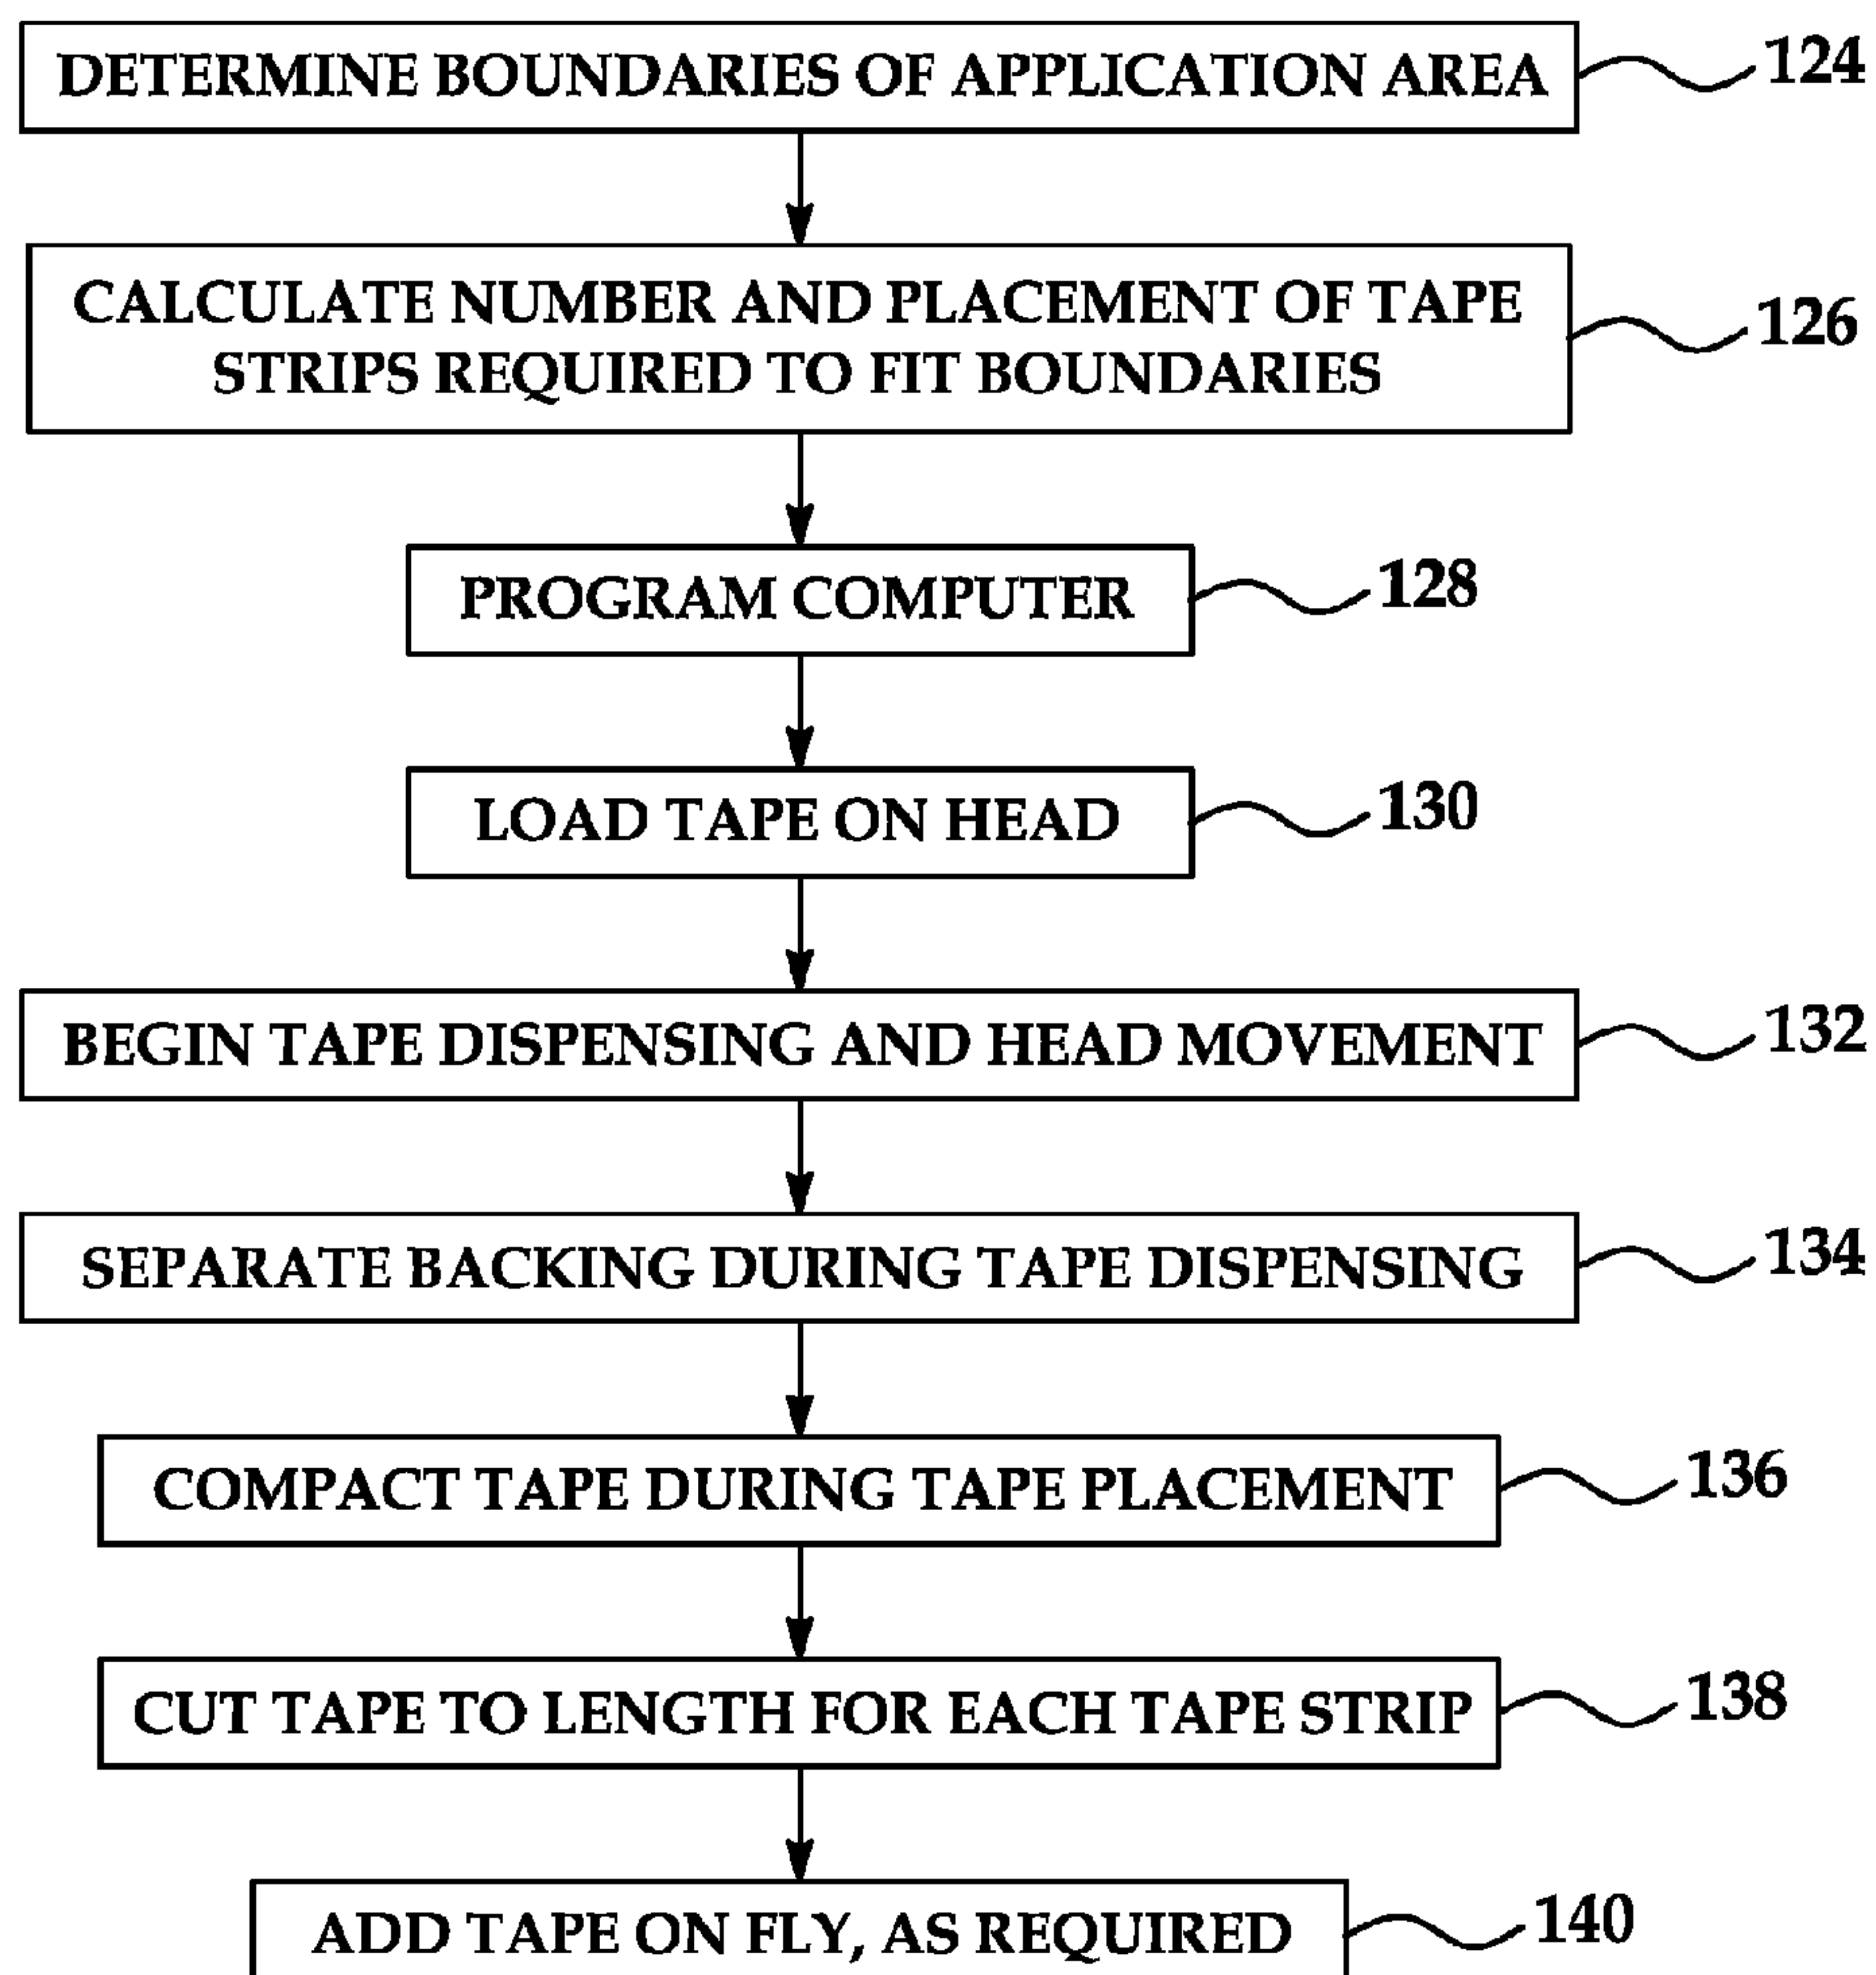 DETERMINE BOUNDARIES OF APPLICATION AREA
124
CALCULATE NUMBER AND PLACEMENT OF TAPE
STRIPS REQUIRED TO FIT BOUNDARIES
126
PROGRAM COMPUTER
128
LOAD TAPE ON HEAD
130
BEGIN TAPE DISPENSING AND HEAD MOVEMENT
132
SEPARATE BACKING DURING TAPE DISPENSING
134
COMPACT TAPE DURING TAPE PLACEMENT
136
CUT TAPE TO LENGTH FOR EACH TAPE STRIP
138
ADD TAPE ON FLY, AS REQUIRED
140